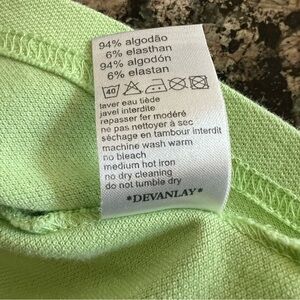 94% algodão
6% elasthan
94% algodón
6% elastan
40
laver eau tiède
javel interdite
repasser fer modéré
ne pas nettoyer à sec
séchage en tambour interdit
machine wash warm
no bleach
medium hot iron
no dry cleaning
do not tumble dry
*DEVANLAY*